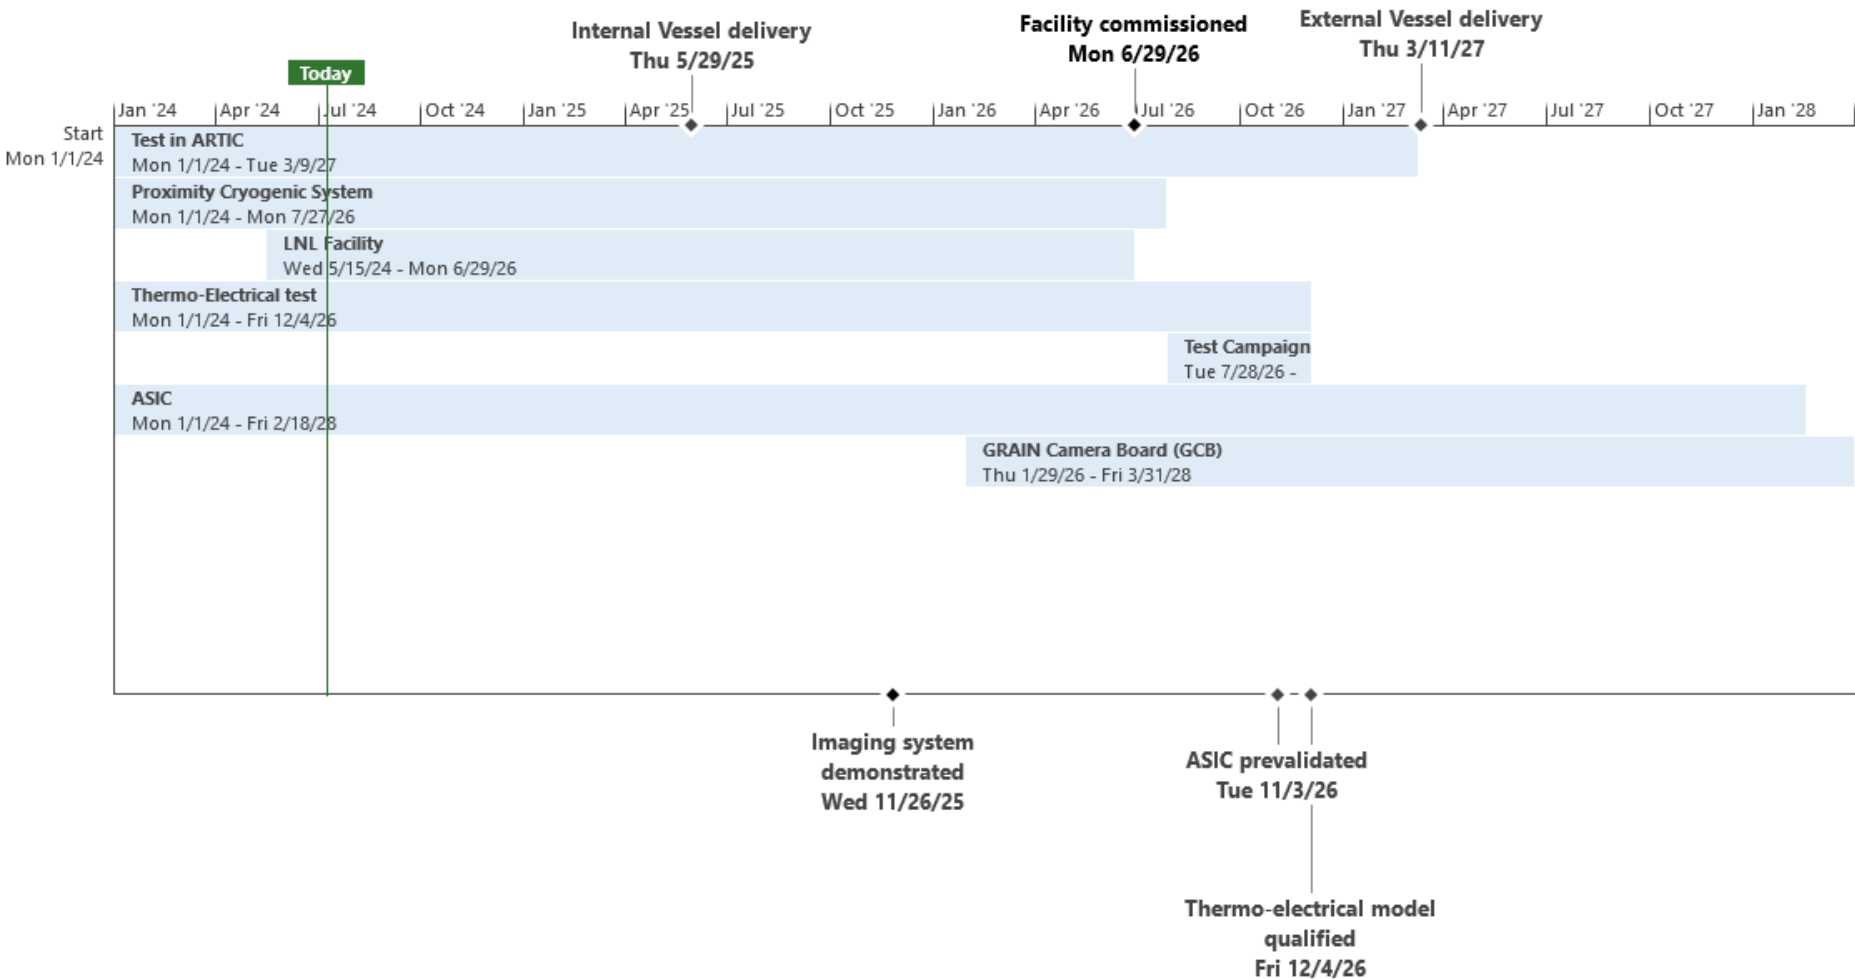 Internal Vessel delivery
Thu 5/29/25
Facility commissioned
Mon 6/29/26
External Vessel delivery
Thu 3/11/27
Today
Jan '24
Apr '24
Jul '24
Oct '24
Jan '25
Apr '25
Jul '25
Oct '25
Jan '26
Apr '26
Jul '26
Oct '26
Jan '27
Apr '27
Jul '27
Oct '27
Jan '28
Start
Mon 1/1/24
Test in ARTIC
Mon 1/1/24 - Tue 3/9/27
Proximity Cryogenic System
Mon 1/1/24 - Mon 7/27/26
LNL Facility
Wed 5/15/24 - Mon 6/29/26
Thermo-Electrical test
Mon 1/1/24 - Fri 12/4/26
Test Campaign
Tue 7/28/26 -
ASIC
Mon 1/1/24 - Fri 2/18/28
GRAIN Camera Board (GCB)
Thu 1/29/26 - Fri 3/31/28
Imaging system
demonstrated
Wed 11/26/25
ASIC prevalidated
Tue 11/3/26
Thermo-electrical model
qualified
Fri 12/4/26